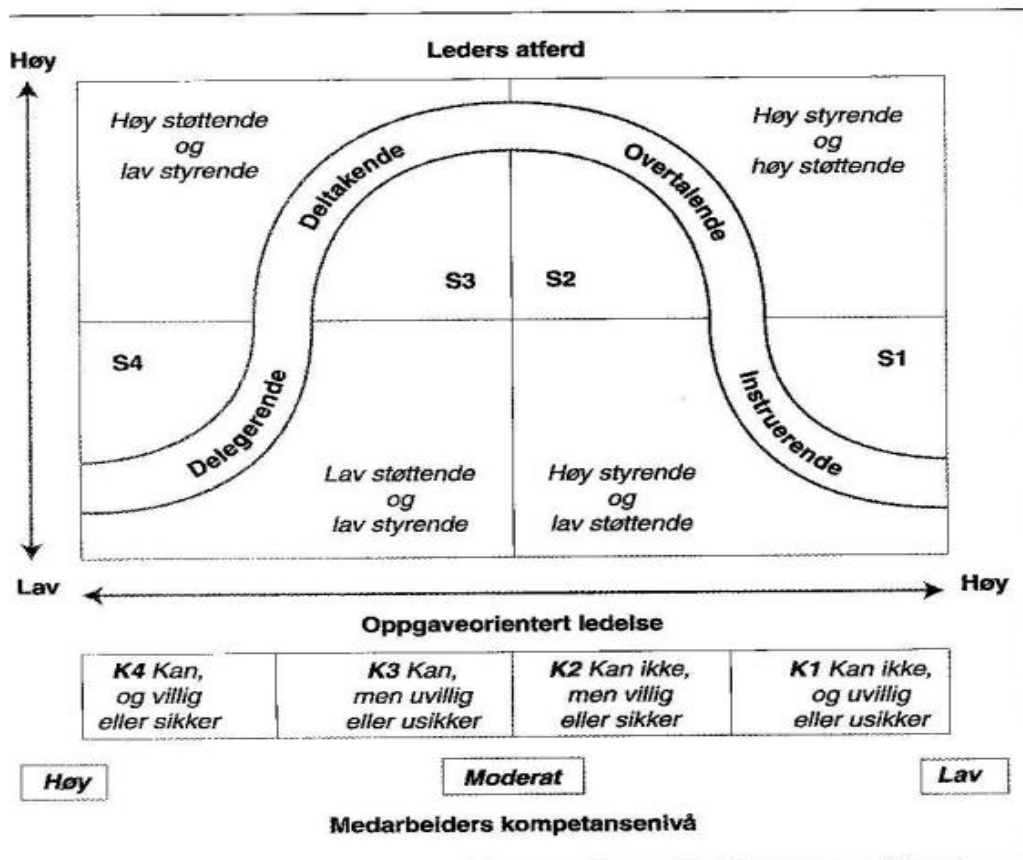 Leders atferd
Høy
Høy støttende
og
lav styrende
Høy styrende
og
høy støttende
Deltakende
Overtalende
S3
S2
S4
S1
Delegerende
Instruerende
Lav støttende
og
lav styrende
Høy styrende
og
lav støttende
Lav
Høy
Oppgaveorientert ledelse
K4 Kan,
og villig
eller sikker
K3 Kan,
men uvillig
eller usikker
K2 Kan ikke,
men villig
eller sikker
K1 Kan ikke,
og uvillig
eller usikker
Høy
Moderat
Lav
Medarbeiders kompetansenivå